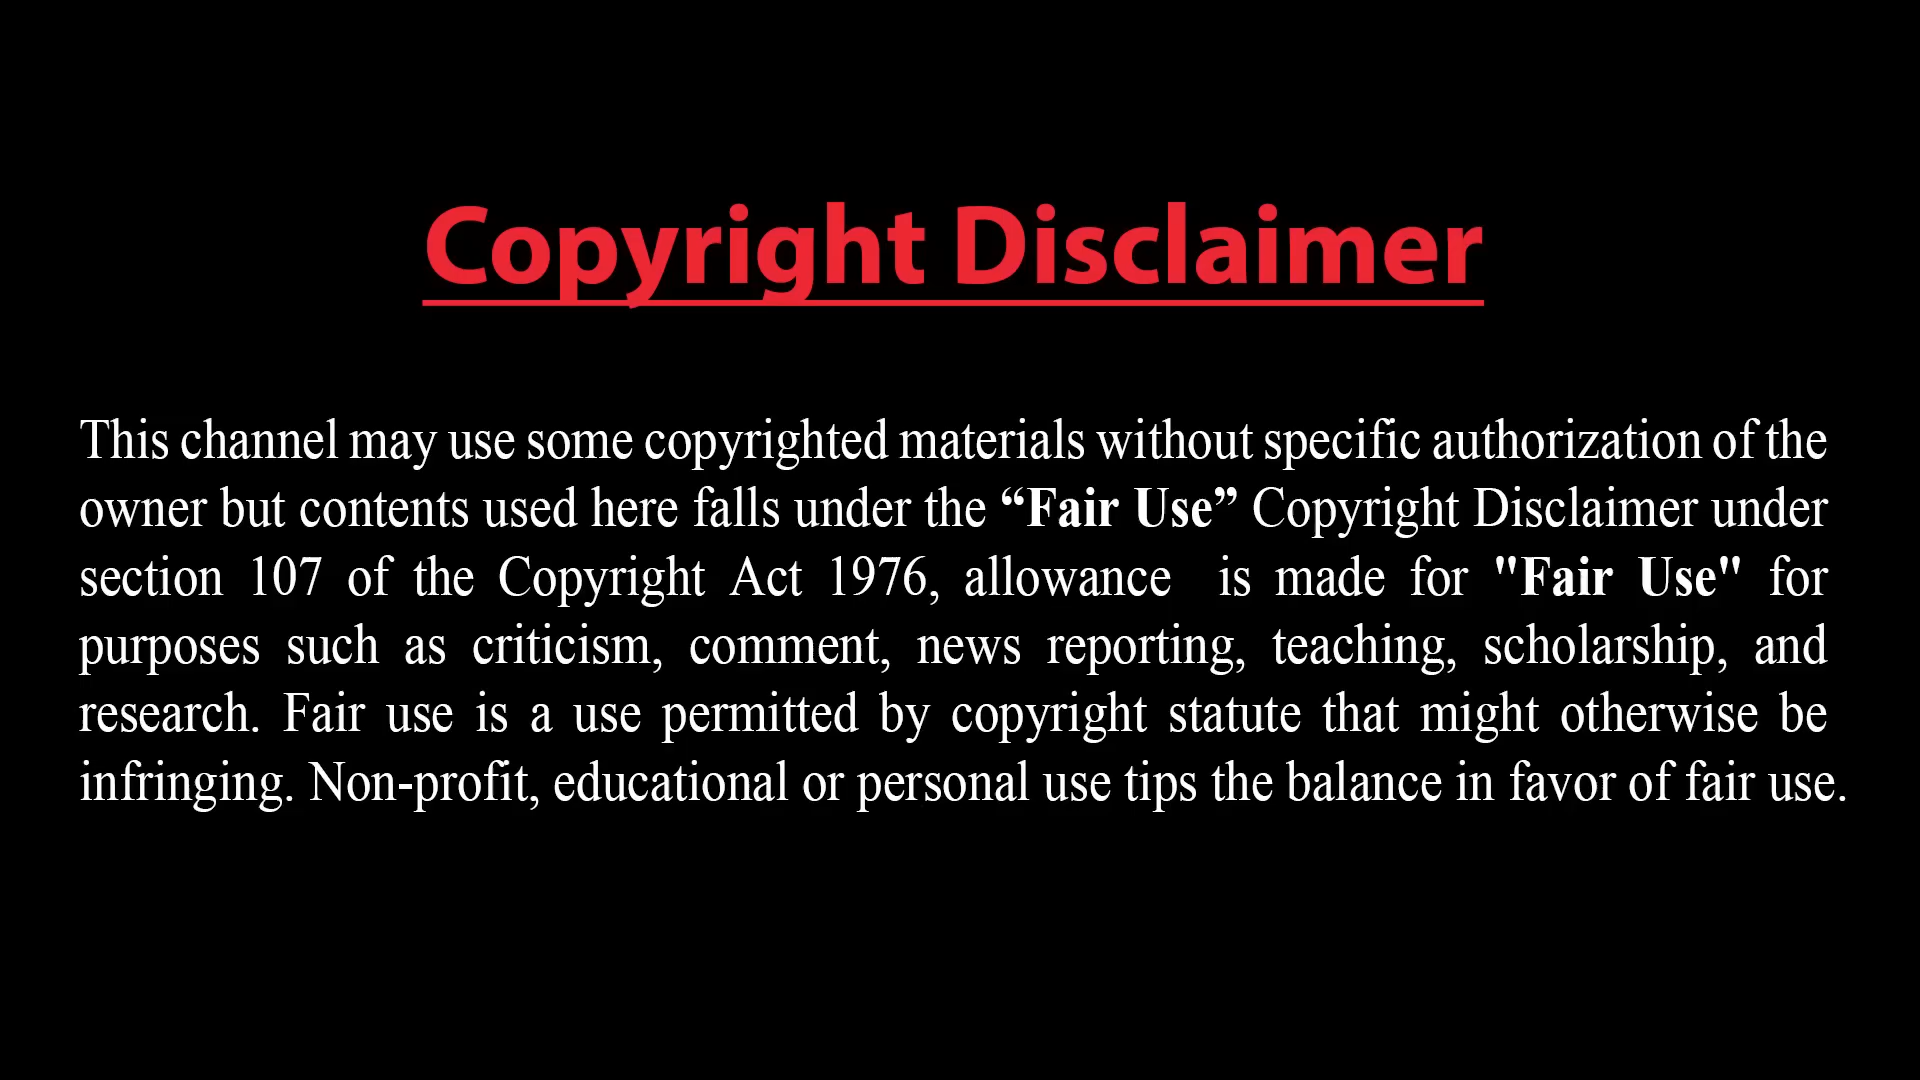 Copyright Disclaimer
This channel may use some copyrighted materials without specific authorization of the
owner but contents used here falls under the “Fair Use” Copyright Disclaimer under
section 107 of the Copyright Act 1976, allowance is made for "Fair Use" for
purposes such as criticism, comment, news reporting, teaching, scholarship, and
research. Fair use is a use permitted by copyright statute that might otherwise be
infringing. Non-profit, educational or personal use tips the balance in favor of fair use.